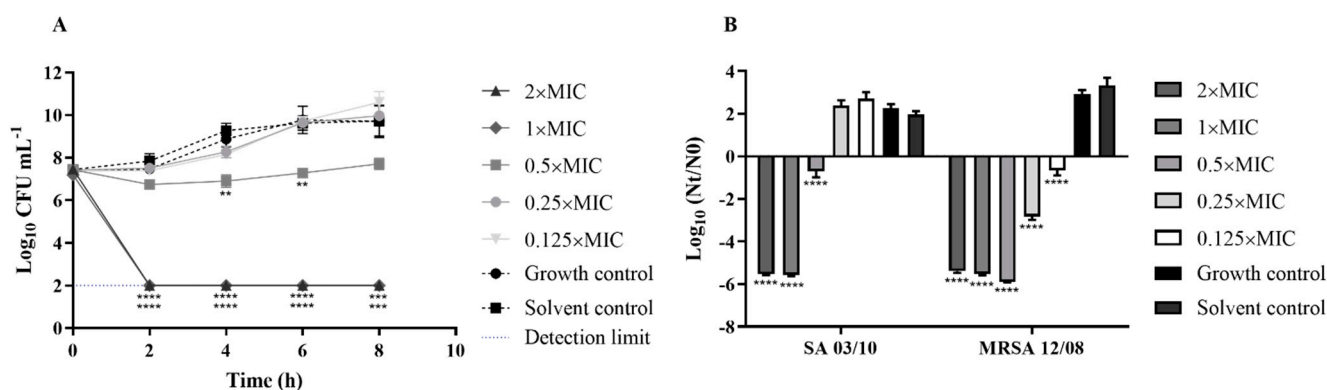 A
Log₁₀ CFU mL⁻¹
12
10
8
6
4
2
0
0 2 4 6 8 10
Time (h)
** **
**** **** **** ***
**** **** **** ***
2×MIC
1×MIC
0.5×MIC
0.25×MIC
0.125×MIC
Growth control
Solvent control
Detection limit
B
Log₁₀ (Nt/N0)
4
2
0
-2
-4
-6
-8
**** **** **** **** **** **** **** ****
SA 03/10 MRSA 12/08
2×MIC
1×MIC
0.5×MIC
0.25×MIC
0.125×MIC
Growth control
Solvent control